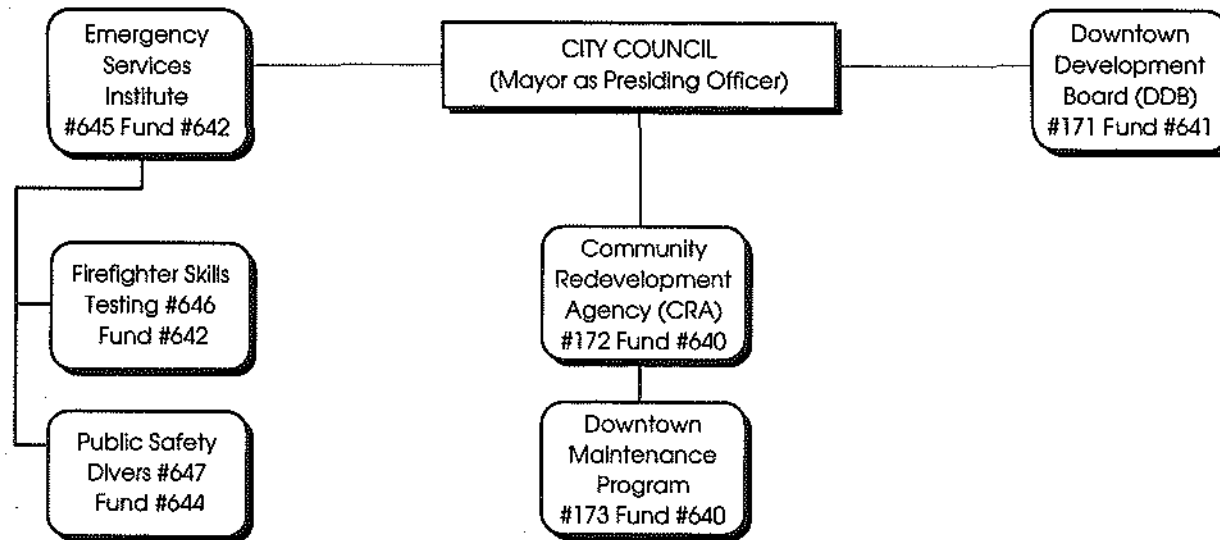 Emergency
Services
Institute
#645 Fund #642
CITY COUNCIL
(Mayor as Presiding Officer)
Downtown
Development
Board (DDB)
#171 Fund #641
Firefighter Skills
Testing #646
Fund #642
Community
Redevelopment
Agency (CRA)
#172 Fund #640
Public Safety
Divers #647
Fund #644
Downtown
Maintenance
Program
#173 Fund #640